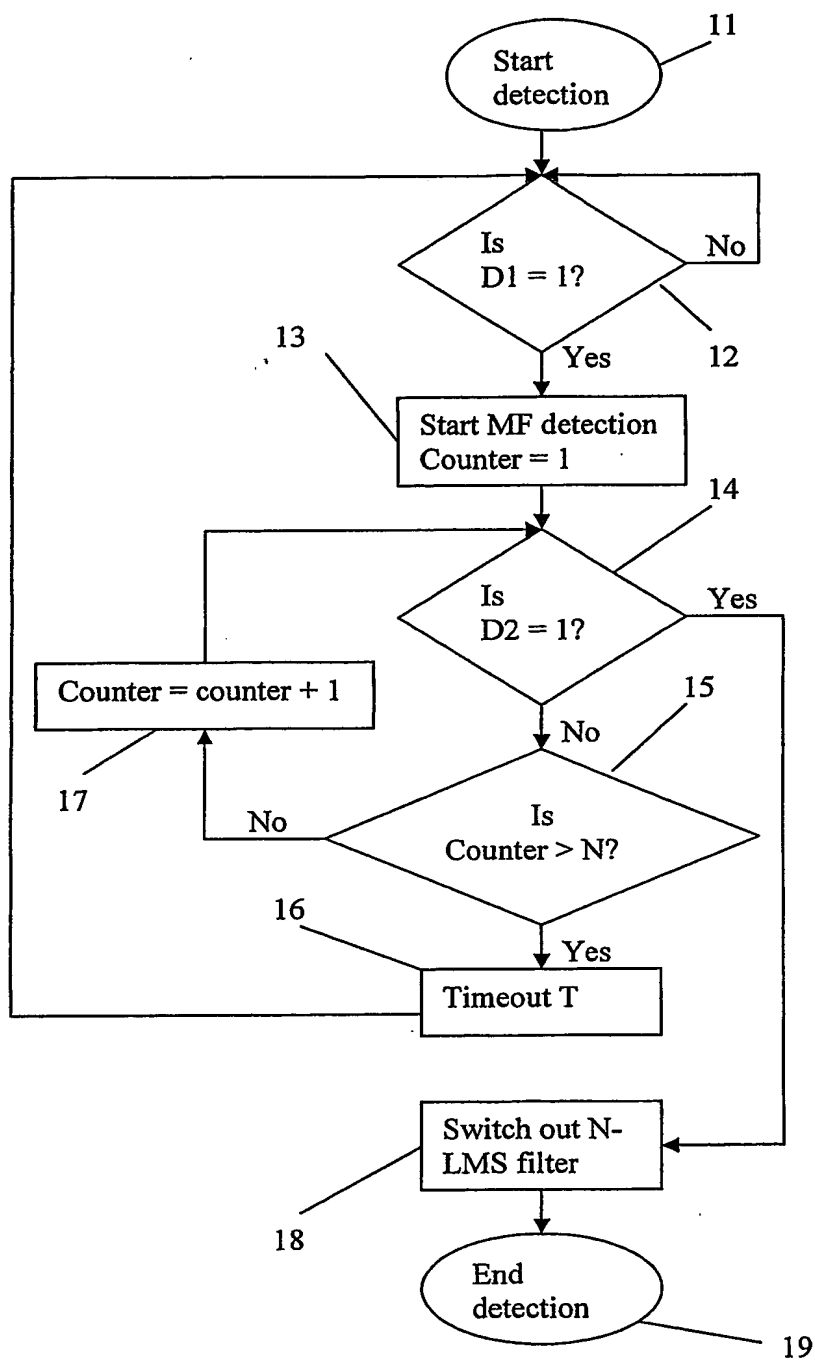 11
Start
detection
Is
D1 = 1?
No
12
Yes
13
Start MF detection
Counter = 1
14
Is
D2 = 1?
Yes
Counter = counter + 1
17
No
15
Is
Counter > N?
No
16
Yes
Timeout T
Switch out N-
LMS filter
18
End
detection
19